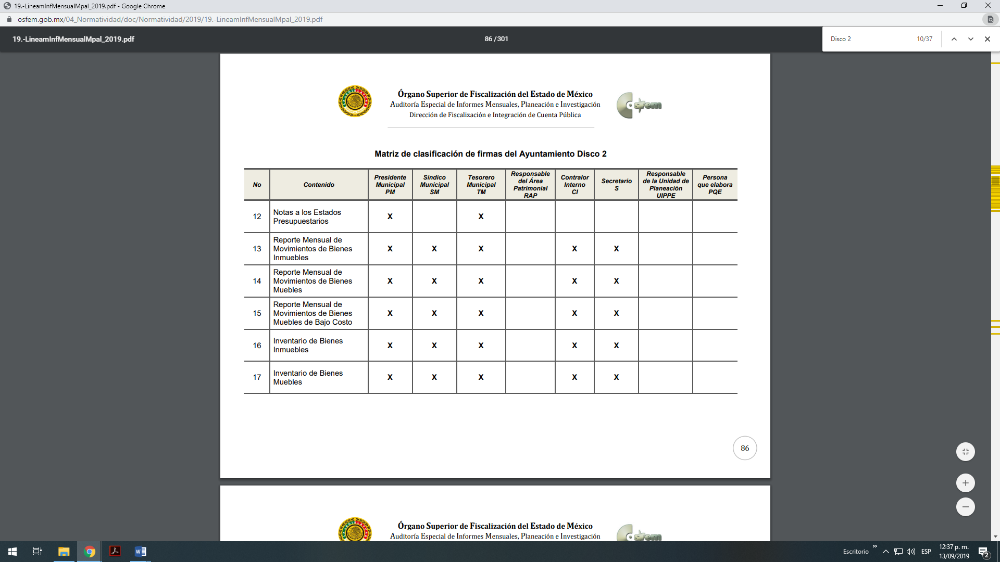 19.-LineamInfMensualMpal_2019.pdf - Google Chrome
osfem.gob.mx/04_Normatividad/doc/Normatividad/2019/19.-LineamInfMensualMpal_2019.pdf
19.-LineamInfMensualMpal_2019.pdf
86 / 301
Disco 2
10/37
Órgano Superior de Fiscalización del Estado de México
Auditoría Especial de Informes Mensuales, Planeación e Investigación
Dirección de Fiscalización e Integración de Cuenta Pública
osfem
Matriz de clasificación de firmas del Ayuntamiento Disco 2
No
Contenido
Presidente
Municipal
PM
Síndico
Municipal
SM
Tesorero
Municipal
TM
Responsable
del Área
Patrimonial
RAP
Contralor
Interno
CI
Secretario
S
Responsable
de la Unidad de
Planeación
UIPPE
Persona
que elabora
PQE
12
Notas a los Estados
Presupuestarios
X X
13
Reporte Mensual de
Movimientos de Bienes
Inmuebles
X X X X X
14
Reporte Mensual de
Movimientos de Bienes
Muebles
X X X X X
15
Reporte Mensual de
Movimientos de Bienes
Muebles de Bajo Costo
X X X X X
16
Inventario de Bienes
Inmuebles
X X X X X
17
Inventario de Bienes
Muebles
X X X X X
86
Órgano Superior de Fiscalización del Estado de México
Auditoría Especial de Informes Mensuales, Planeación e Investigación
osfem
Escritorio
ESP
12:37 p. m.
13/09/2019
2